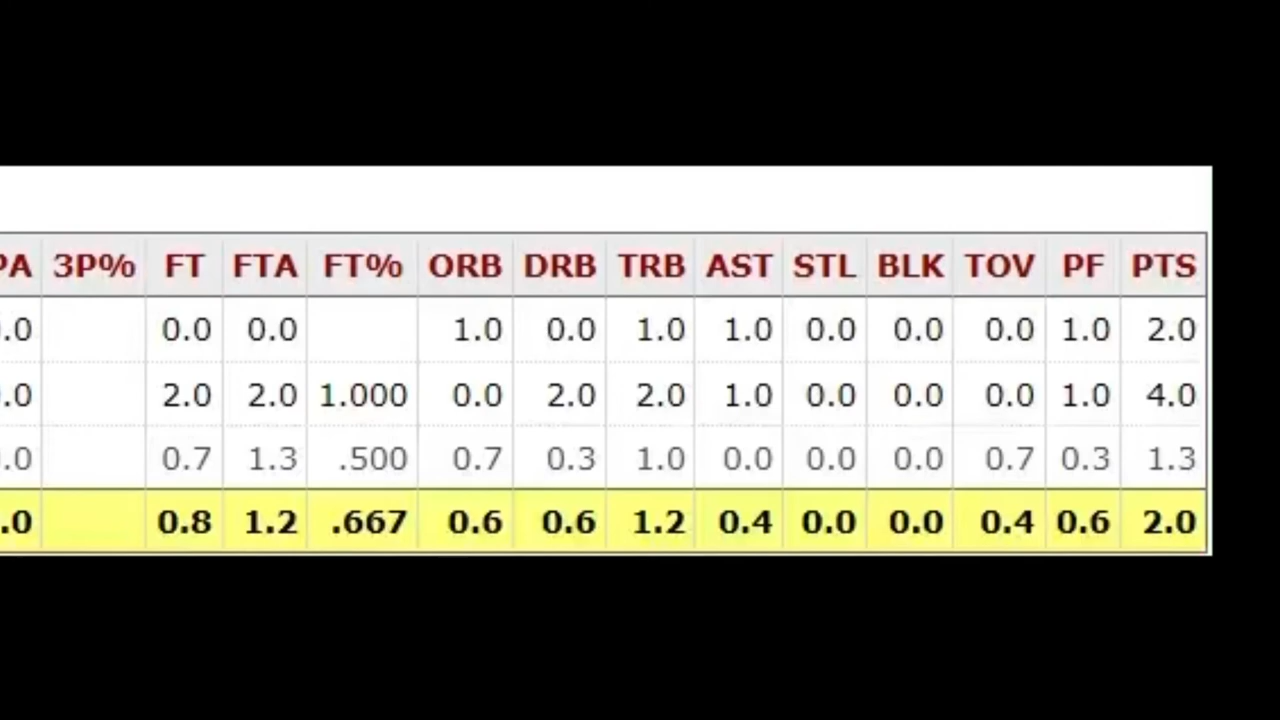 PA 3P% FT FTA FT% ORB DRB TRB AST STL BLK TOV PF PTS
.0 0.0 0.0 1.0 0.0 1.0 1.0 0.0 0.0 0.0 1.0 2.0
.0 2.0 2.0 1.000 0.0 2.0 2.0 1.0 0.0 0.0 0.0 1.0 4.0
.0 0.7 1.3 .500 0.7 0.3 1.0 0.0 0.0 0.0 0.7 0.3 1.3
.0 0.8 1.2 .667 0.6 0.6 1.2 0.4 0.0 0.0 0.4 0.6 2.0